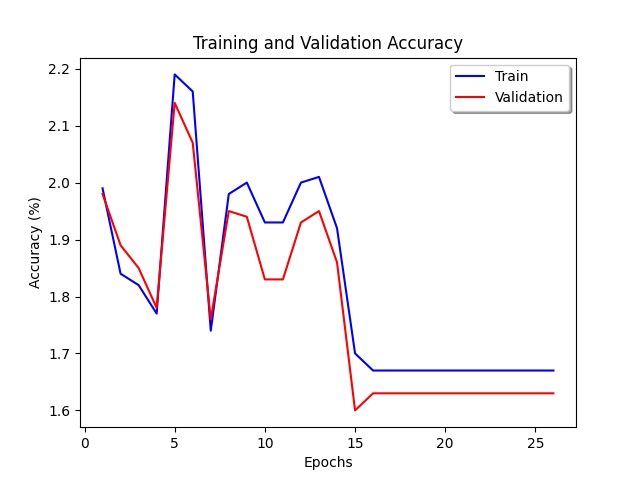 Training and Validation Accuracy
Train
Validation
2.2
2.1
2.0
1.9
1.8
1.7
1.6
Accuracy (%)
0
5
10
15
20
25
Epochs